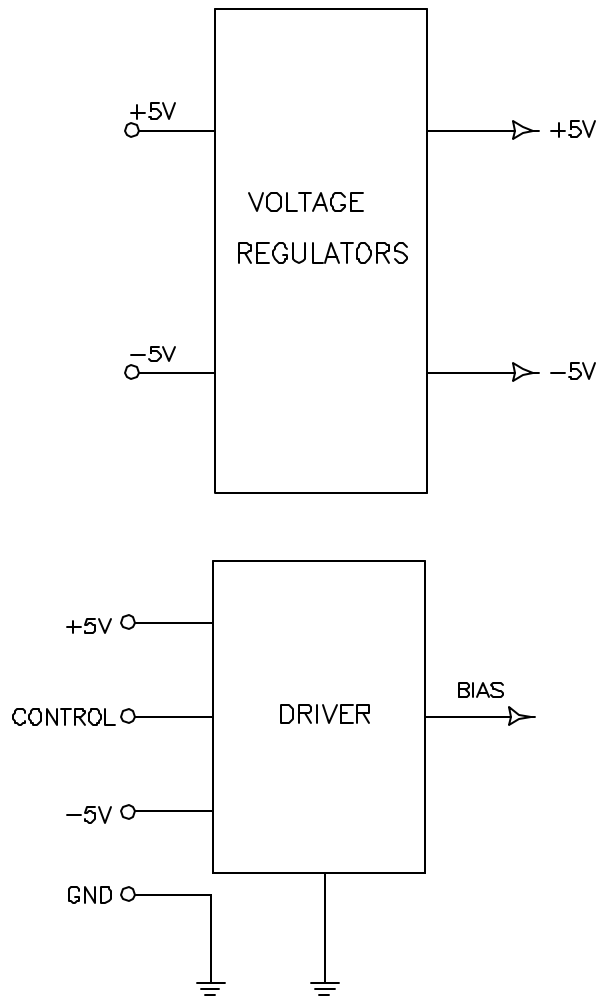 +5V
+5V
VOLTAGE
REGULATORS
-5V
-5V
+5V
BIAS
CONTROL
DRIVER
-5V
GND